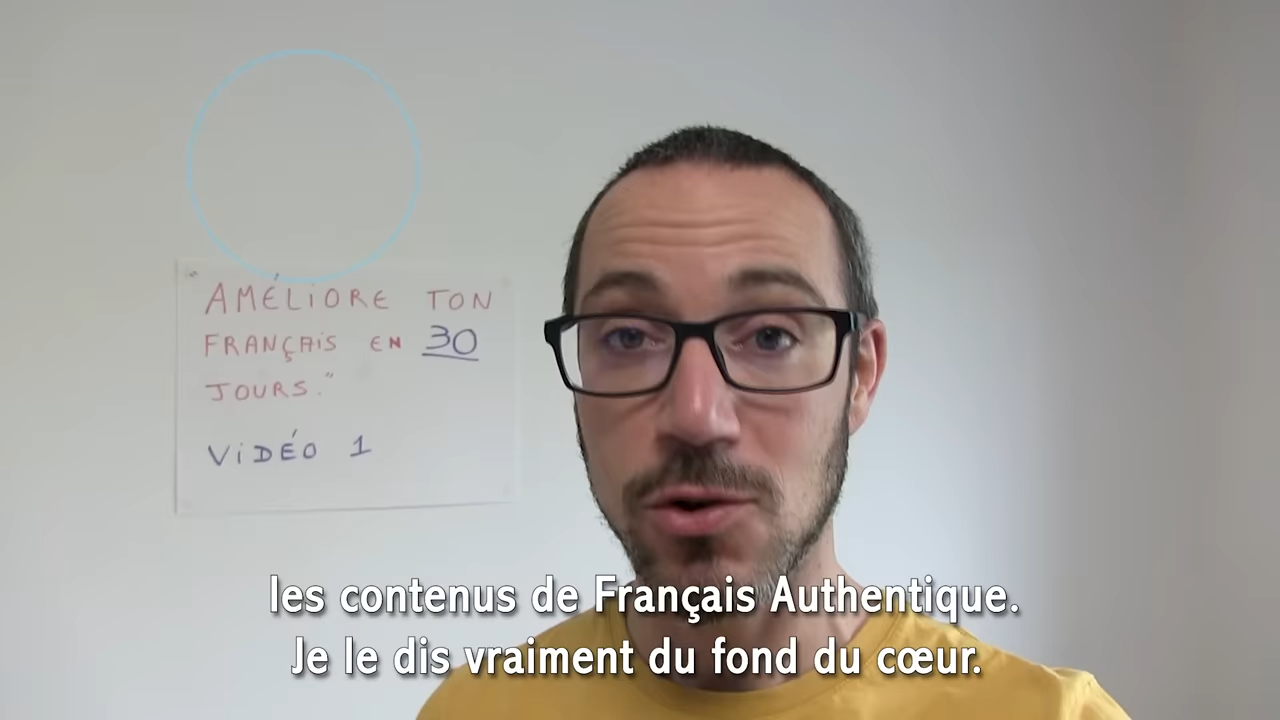 "AMÉLIORE TON
FRANÇAIS EN 30
JOURS."
VIDÉO 1
les contenus de Français Authentique.
Je le dis vraiment du fond du cœur.